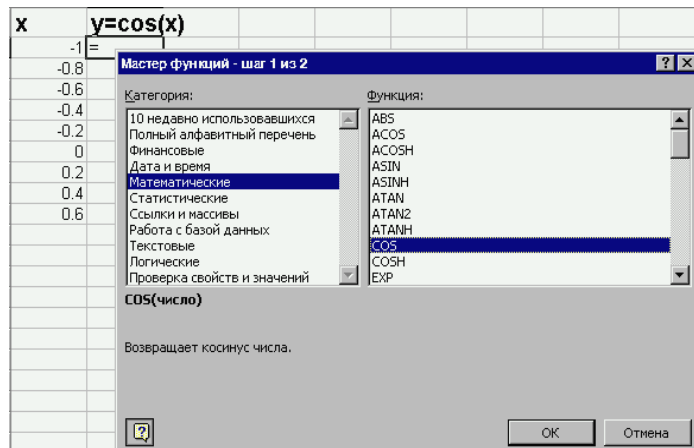 x y=cos(x)
-1 =
-0.8
-0.6
-0.4
-0.2
0
0.2
0.4
0.6
Мастер функций - шаг 1 из 2
Категория:
10 недавно использовавшихся
Полный алфавитный перечень
Финансовые
Дата и время
Математические
Статистические
Ссылки и массивы
Работа с базой данных
Текстовые
Логические
Проверка свойств и значений
Функция:
ABS
ACOS
ACOSH
ASIN
ASINH
ATAN
ATAN2
ATANH
COS
COSH
EXP
COS(число)
Возвращает косинус числа.
OK Отмена